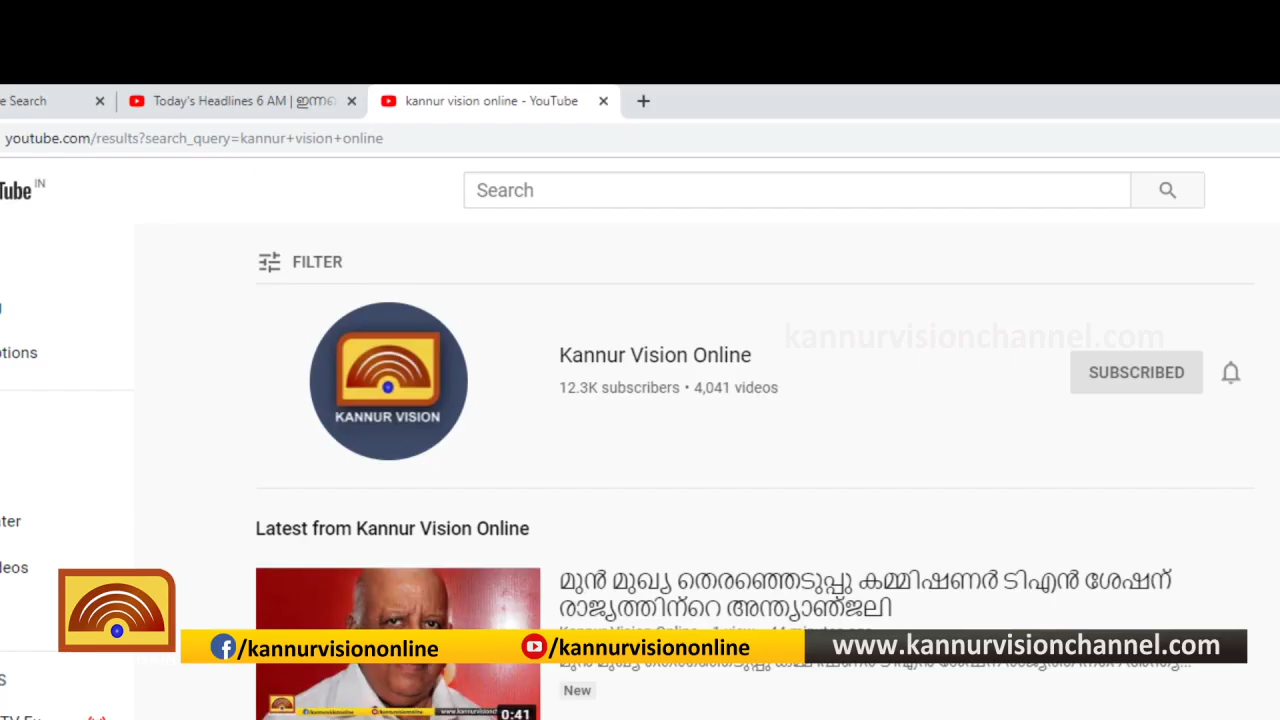 e Search
Today's Headlines 6 AM | ഇന്നത
kannur vision online - YouTube
youtube.com/results?search_query=kannur+vision+online
Tube IN
Search
FILTER
kannurvisionchannel.com
KANNUR VISION
Kannur Vision Online
12.3K subscribers • 4,041 videos
SUBSCRIBED
ptions
Latest from Kannur Vision Online
ter
eos
മുൻ മുഖ്യ തെരഞ്ഞെടുപ്പു കമ്മിഷണർ ടിഎൻ ശേഷന്
രാജ്യത്തിന്റെ അന്ത്യാഞ്ജലി
/kannurvisiononline
/kannurvisiononline
www.kannurvisionchannel.com
New
S
0:41